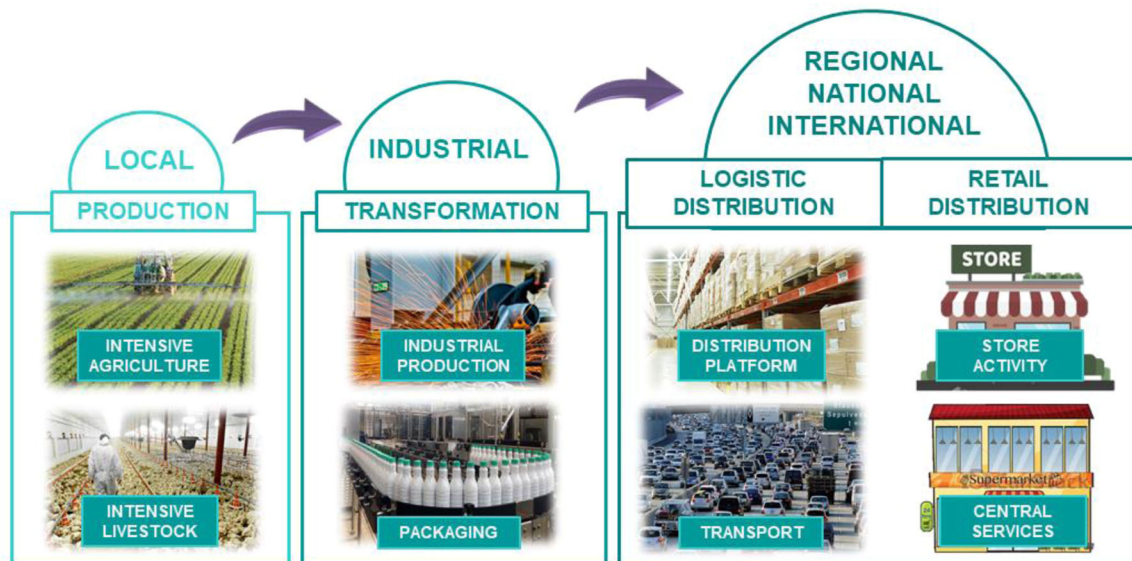 LOCAL
PRODUCTION
INTENSIVE
AGRICULTURE
INTENSIVE
LIVESTOCK
INDUSTRIAL
TRANSFORMATION
INDUSTRIAL
PRODUCTION
PACKAGING
REGIONAL
NATIONAL
INTERNATIONAL
LOGISTIC
DISTRIBUTION
RETAIL
DISTRIBUTION
DISTRIBUTION
PLATFORM
Sepulveda
TRANSPORT
STORE
STORE
ACTIVITY
@Supermarket
CENTRAL
SERVICES